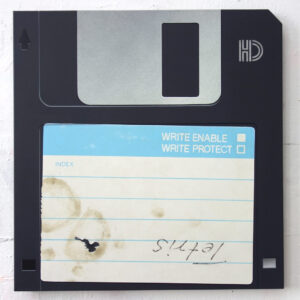 HD
WRITE ENABLE
WRITE PROTECT
INDEX
Tetris